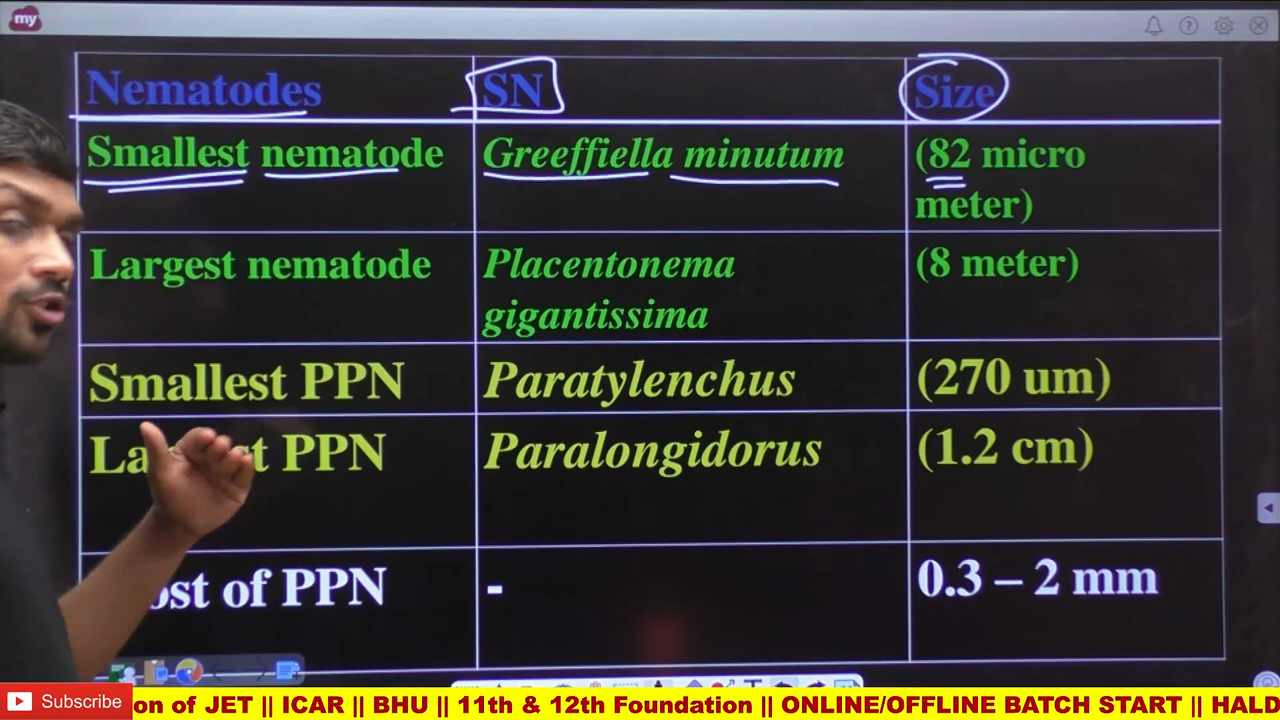 my
Nematodes SN Size
Smallest nematode Greeffiella minutum (82 micro
meter)
Largest nematode Placentonema (8 meter)
gigantissima
Smallest PPN Paratylenchus (270 um)
PPN Paralongidorus (1.2 cm)
of PPN - 0.3 – 2 mm
Subscribe on of JET || ICAR || BHU || 11th & 12th Foundation || ONLINE/OFFLINE BATCH START || HALD